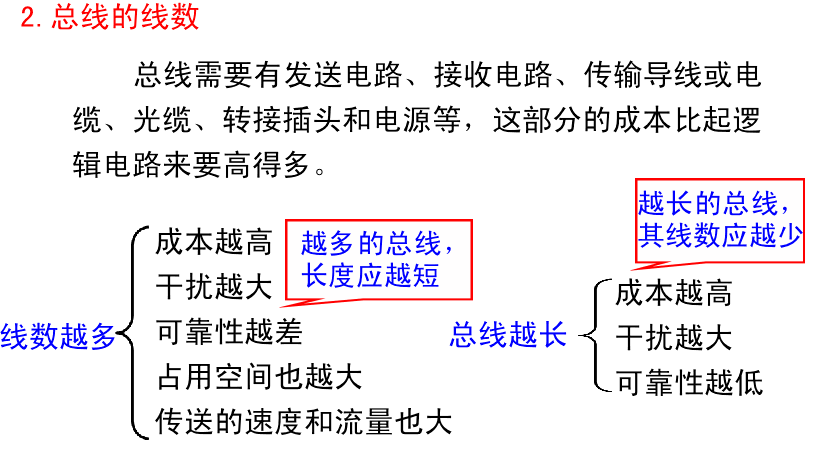 2.总线的线数
总线需要有发送电路、接收电路、传输导线或电
缆、光缆、转接插头和电源等，这部分的成本比起逻
辑电路来要高得多。
线数越多
成本越高
干扰越大
可靠性越差
占用空间也越大
传送的速度和流量也大
越多的总线，
长度应越短
总线越长
成本越高
干扰越大
可靠性越低
越长的总线，
其线数应越少